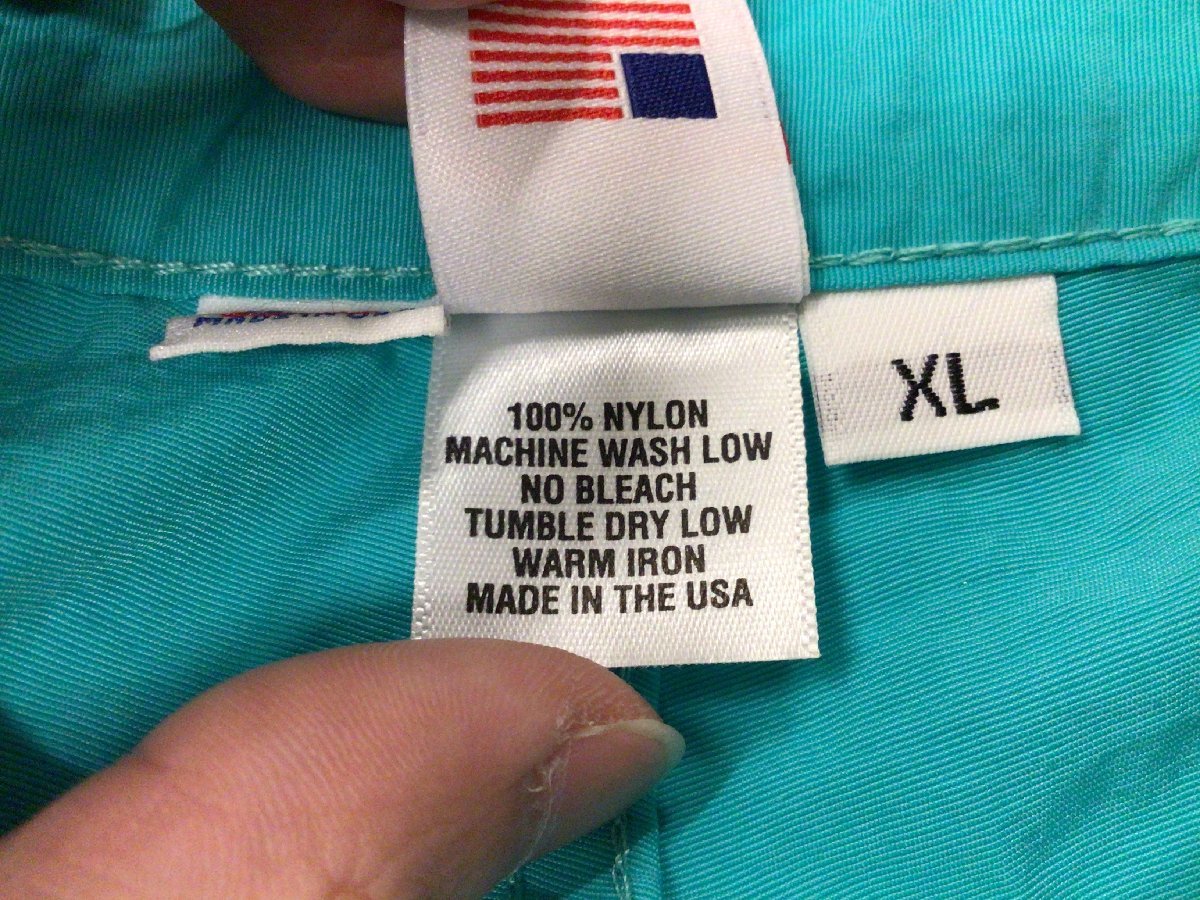 XL
100% NYLON
MACHINE WASH LOW
NO BLEACH
TUMBLE DRY LOW
WARM IRON
MADE IN THE USA